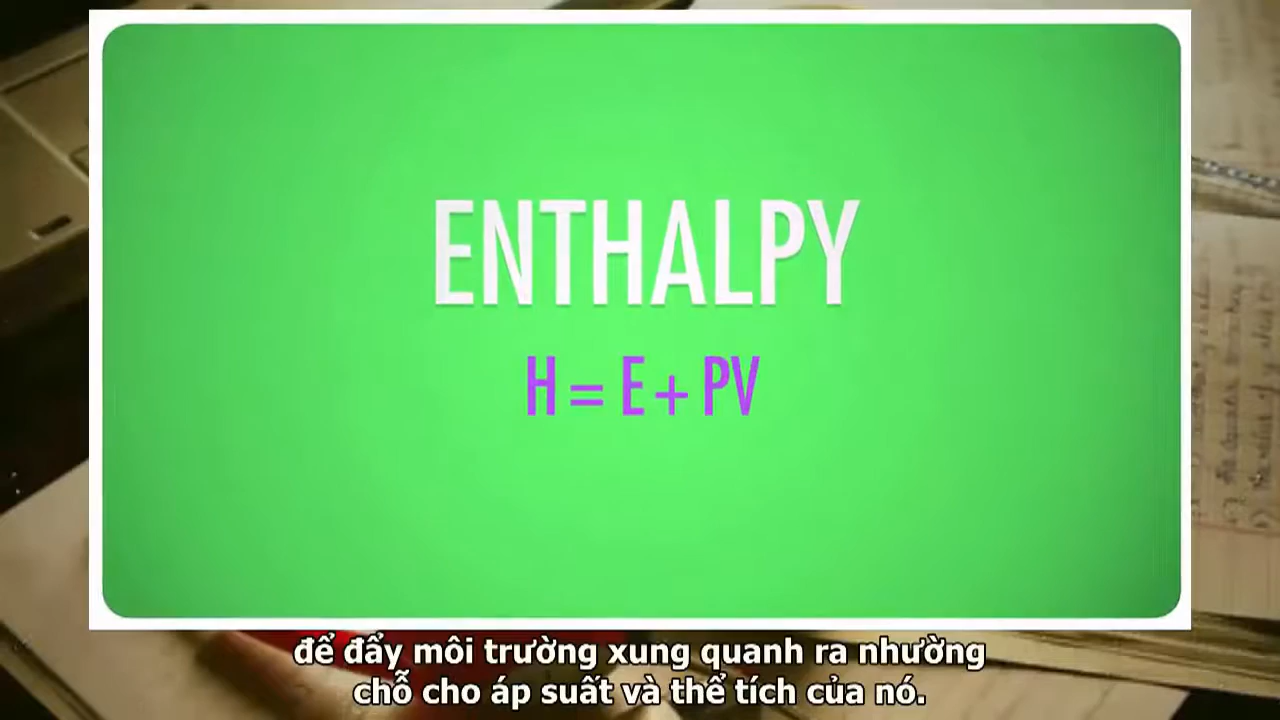 ENTHALPY
H = E + PV
để đẩy môi trường xung quanh ra nhường
chỗ cho áp suất và thể tích của nó.